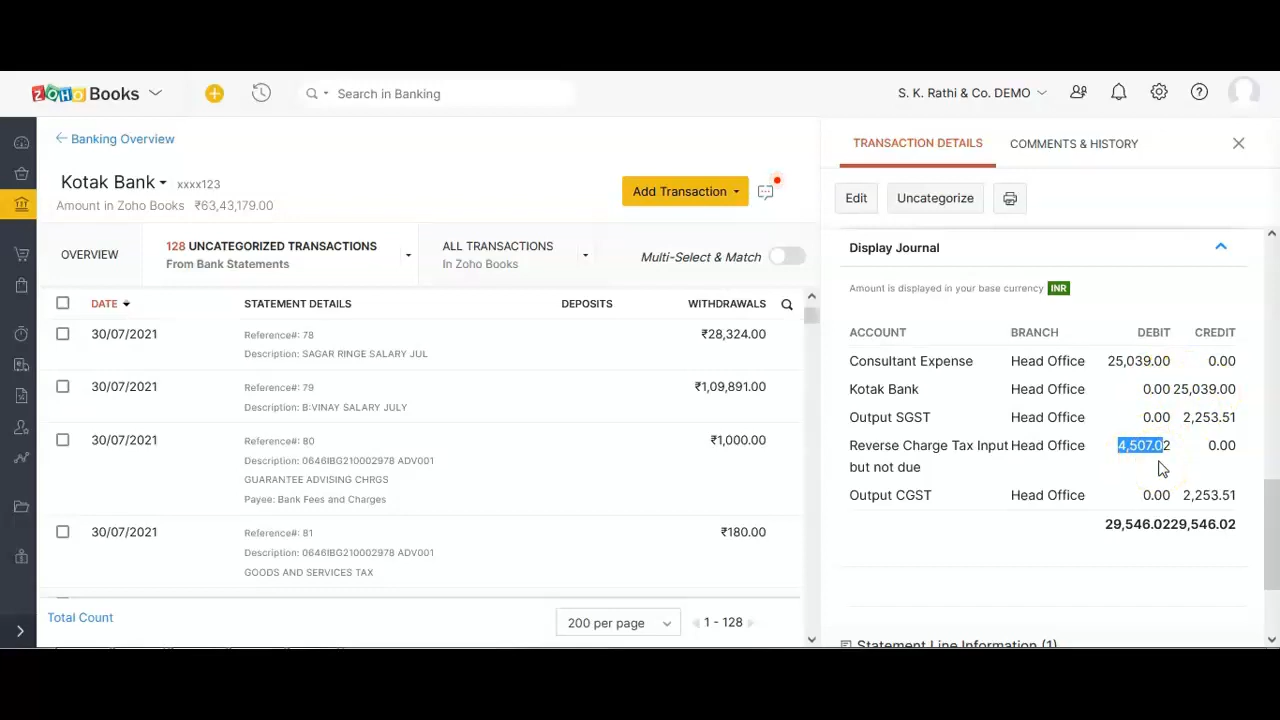 ZOHO Books
Search in Banking
S. K. Rathi & Co. DEMO
Banking Overview
Kotak Bank xxxx123
Amount in Zoho Books ₹63,43,179.00
Add Transaction
OVERVIEW
128 UNCATEGORIZED TRANSACTIONS
From Bank Statements
ALL TRANSACTIONS
In Zoho Books
Multi-Select & Match
DATE STATEMENT DETAILS DEPOSITS WITHDRAWALS
30/07/2021 Reference#: 78 ₹28,324.00
Description: SAGAR RINGE SALARY JUL
30/07/2021 Reference#: 79 ₹1,09,891.00
Description: B:VINAY SALARY JULY
30/07/2021 Reference#: 80 ₹1,000.00
Description: 0646IBG210002978 ADV001
GUARANTEE ADVISING CHRGS
Payee: Bank Fees and Charges
30/07/2021 Reference#: 81 ₹180.00
Description: 0646IBG210002978 ADV001
GOODS AND SERVICES TAX
Total Count 200 per page 1 - 128
TRANSACTION DETAILS COMMENTS & HISTORY
Edit Uncategorize
Display Journal
Amount is displayed in your base currency INR
ACCOUNT BRANCH DEBIT CREDIT
Consultant Expense Head Office 25,039.00 0.00
Kotak Bank Head Office 0.00 25,039.00
Output SGST Head Office 0.00 2,253.51
Reverse Charge Tax Input Head Office 4,507.02 0.00
but not due
Output CGST Head Office 0.00 2,253.51
29,546.02 29,546.02
Statement Line Information (1)